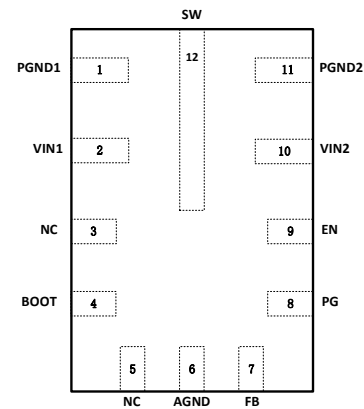 SW
12
PGND1 1 11 PGND2
VIN1 2 10 VIN2
NC 3 9 EN
BOOT 4 8 PG
5 6 7
NC AGND FB